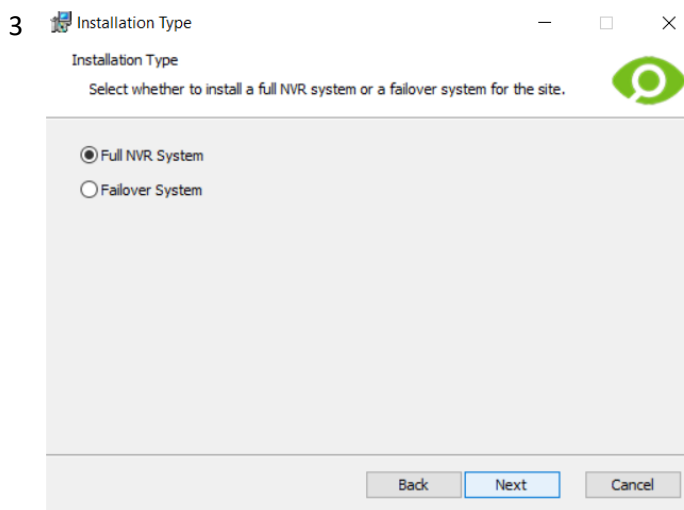 3
Installation Type
Installation Type
Select whether to install a full NVR system or a failover system for the site.
Full NVR System
Failover System
Back Next Cancel